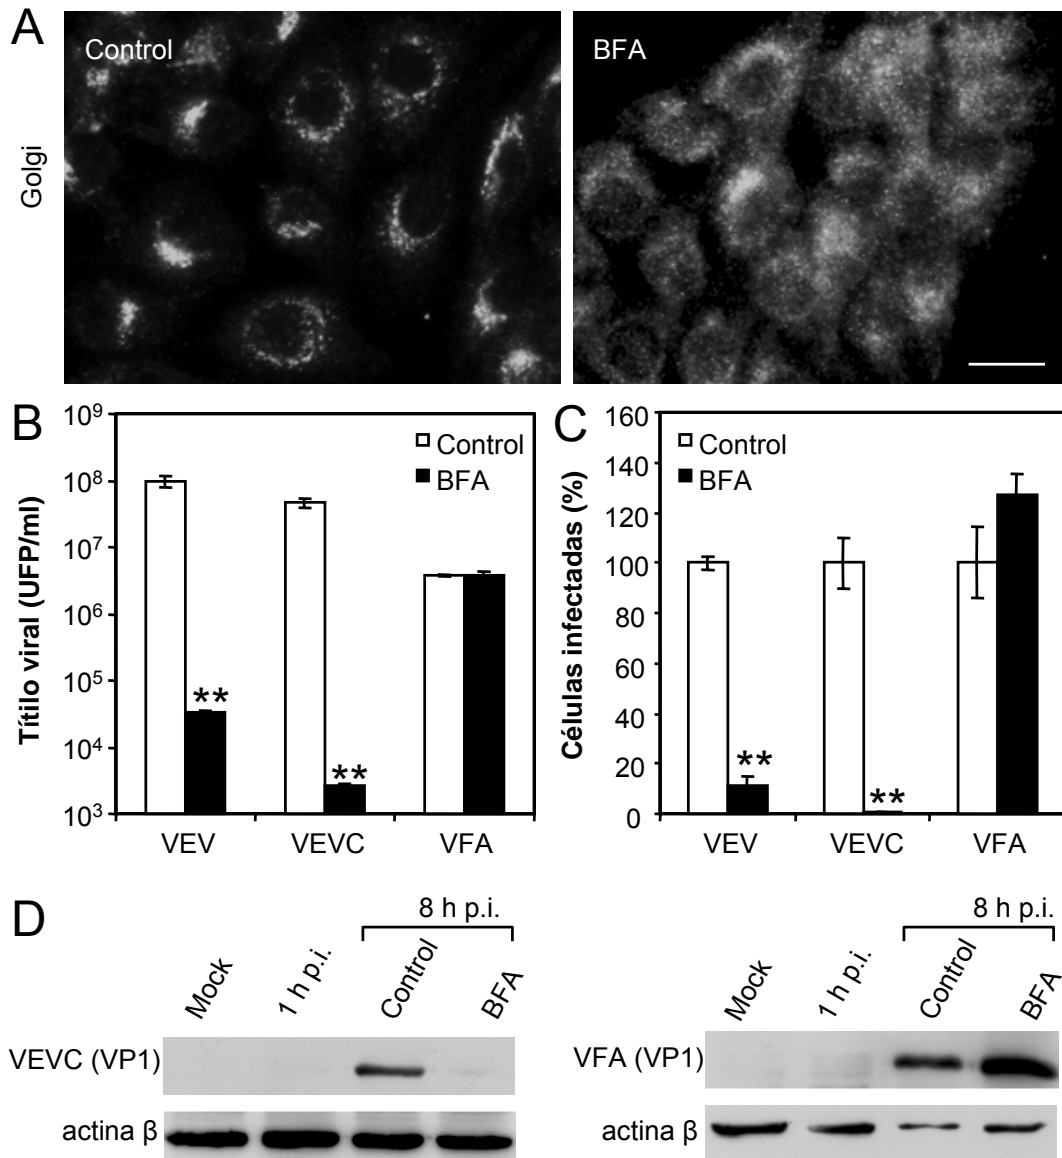 A
Control
BFA
Golgi
B
Títilo viral (UFP/ml)
10⁹
10⁸
10⁷
10⁶
10⁵
10⁴
10³
Control
BFA
**
**
VEV
VEVC
VFA
C
Células infectadas (%)
160
140
120
100
80
60
40
20
0
Control
BFA
**
**
VEV
VEVC
VFA
D
8 h p.i.
Mock
1 h p.i.
Control
BFA
VEVC (VP1)
actina β
8 h p.i.
Mock
1 h p.i.
Control
BFA
VFA (VP1)
actina β